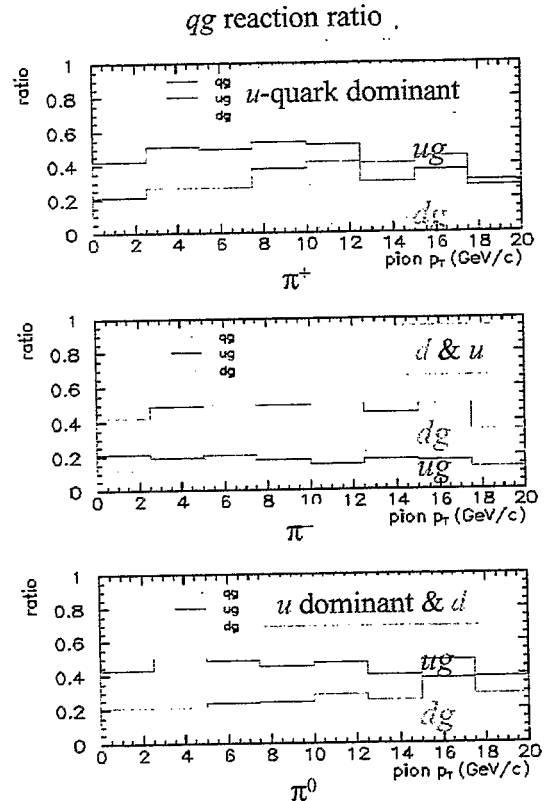 qg reaction ratio
ratio
1
0.8
0.6
0.4
0.2
0
qg
ug
dg
u-quark dominant
ug
dg
0 2 4 6 8 10 12 14 16 18 20
pion pT (GeV/c)
π+
ratio
1
0.8
0.6
0.4
0.2
0
qg
ug
dg
d & u
dg
ug
0 2 4 6 8 10 12 14 16 18 20
pion pT (GeV/c)
π−
ratio
1
0.8
0.6
0.4
0.2
0
qg
ug
dg
u dominant & d
ug
dg
0 2 4 6 8 10 12 14 16 18 20
pion pT (GeV/c)
π0